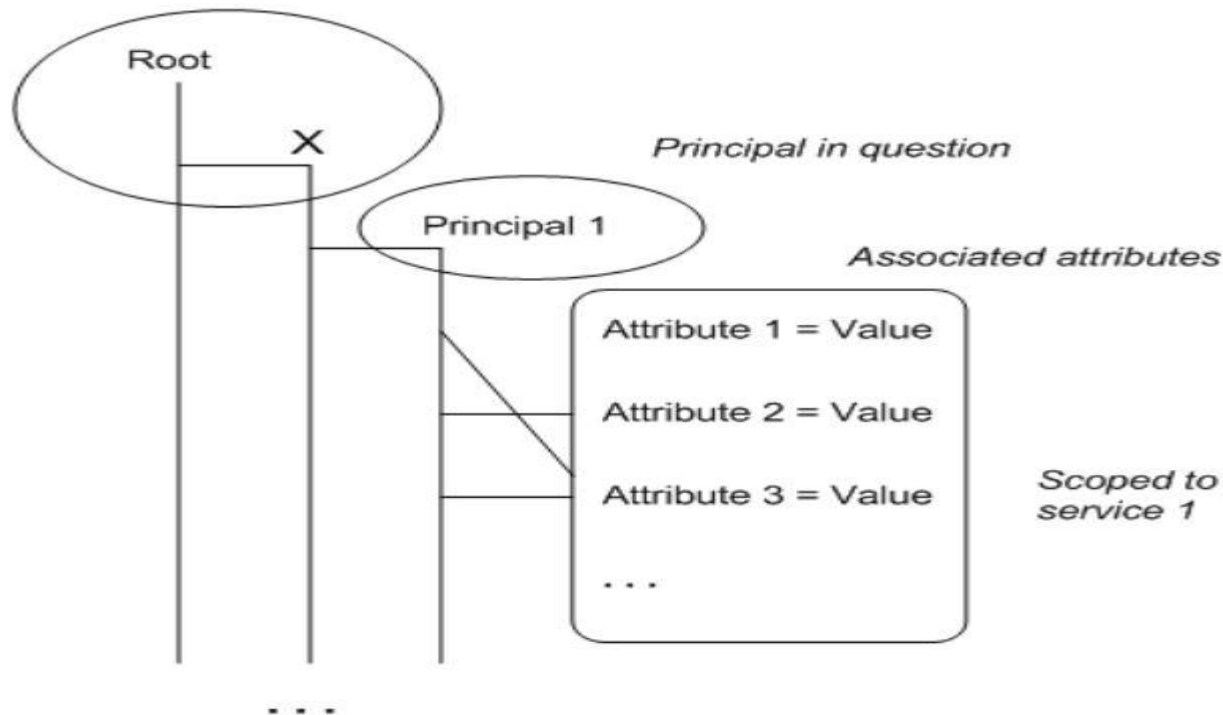 Root
X
Principal in question
Principal 1
Associated attributes
Attribute 1 = Value
Attribute 2 = Value
Attribute 3 = Value
Scoped to
service 1
. . .
. . .